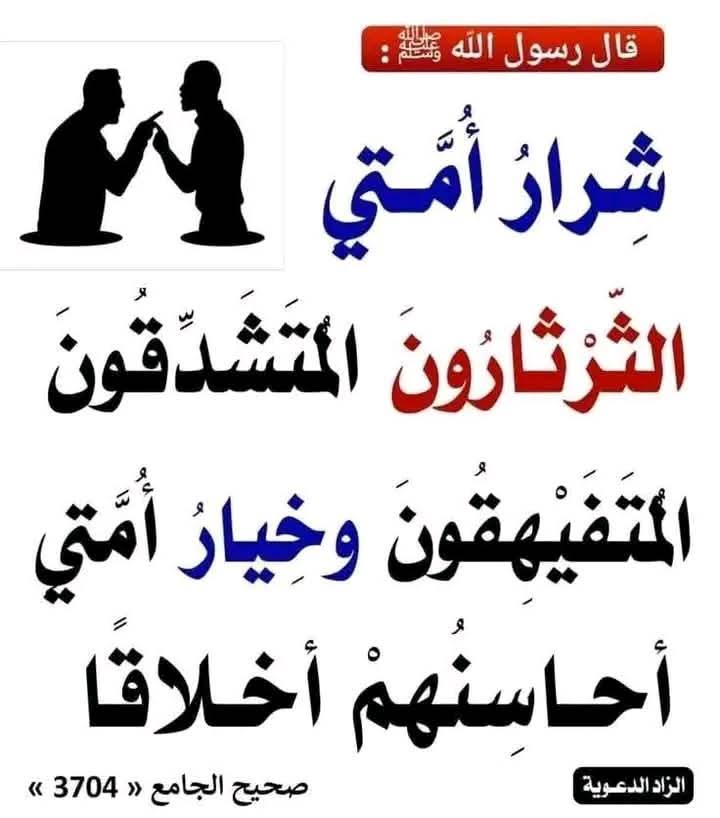 قال رسول الله ﷺ :
شِرارُ أُمَّتي
الثَّرْثارُونَ المُتَشَدِّقُونَ
المُتَفَيْهِقُونَ وخِيارُ أُمَّتي
أحاسِنُهمْ أخلاقًا
صحيح الجامع « 3704 »
الزاد الدعوية